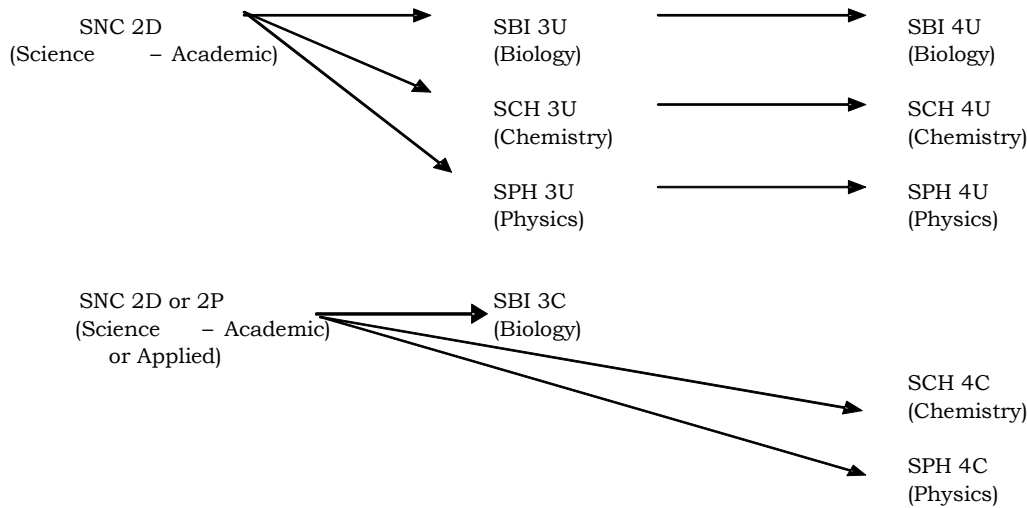 SNC 2D
(Science – Academic)
SBI 3U
(Biology)
SBI 4U
(Biology)
SCH 3U
(Chemistry)
SCH 4U
(Chemistry)
SPH 3U
(Physics)
SPH 4U
(Physics)
SNC 2D or 2P
(Science – Academic)
or Applied)
SBI 3C
(Biology)
SCH 4C
(Chemistry)
SPH 4C
(Physics)